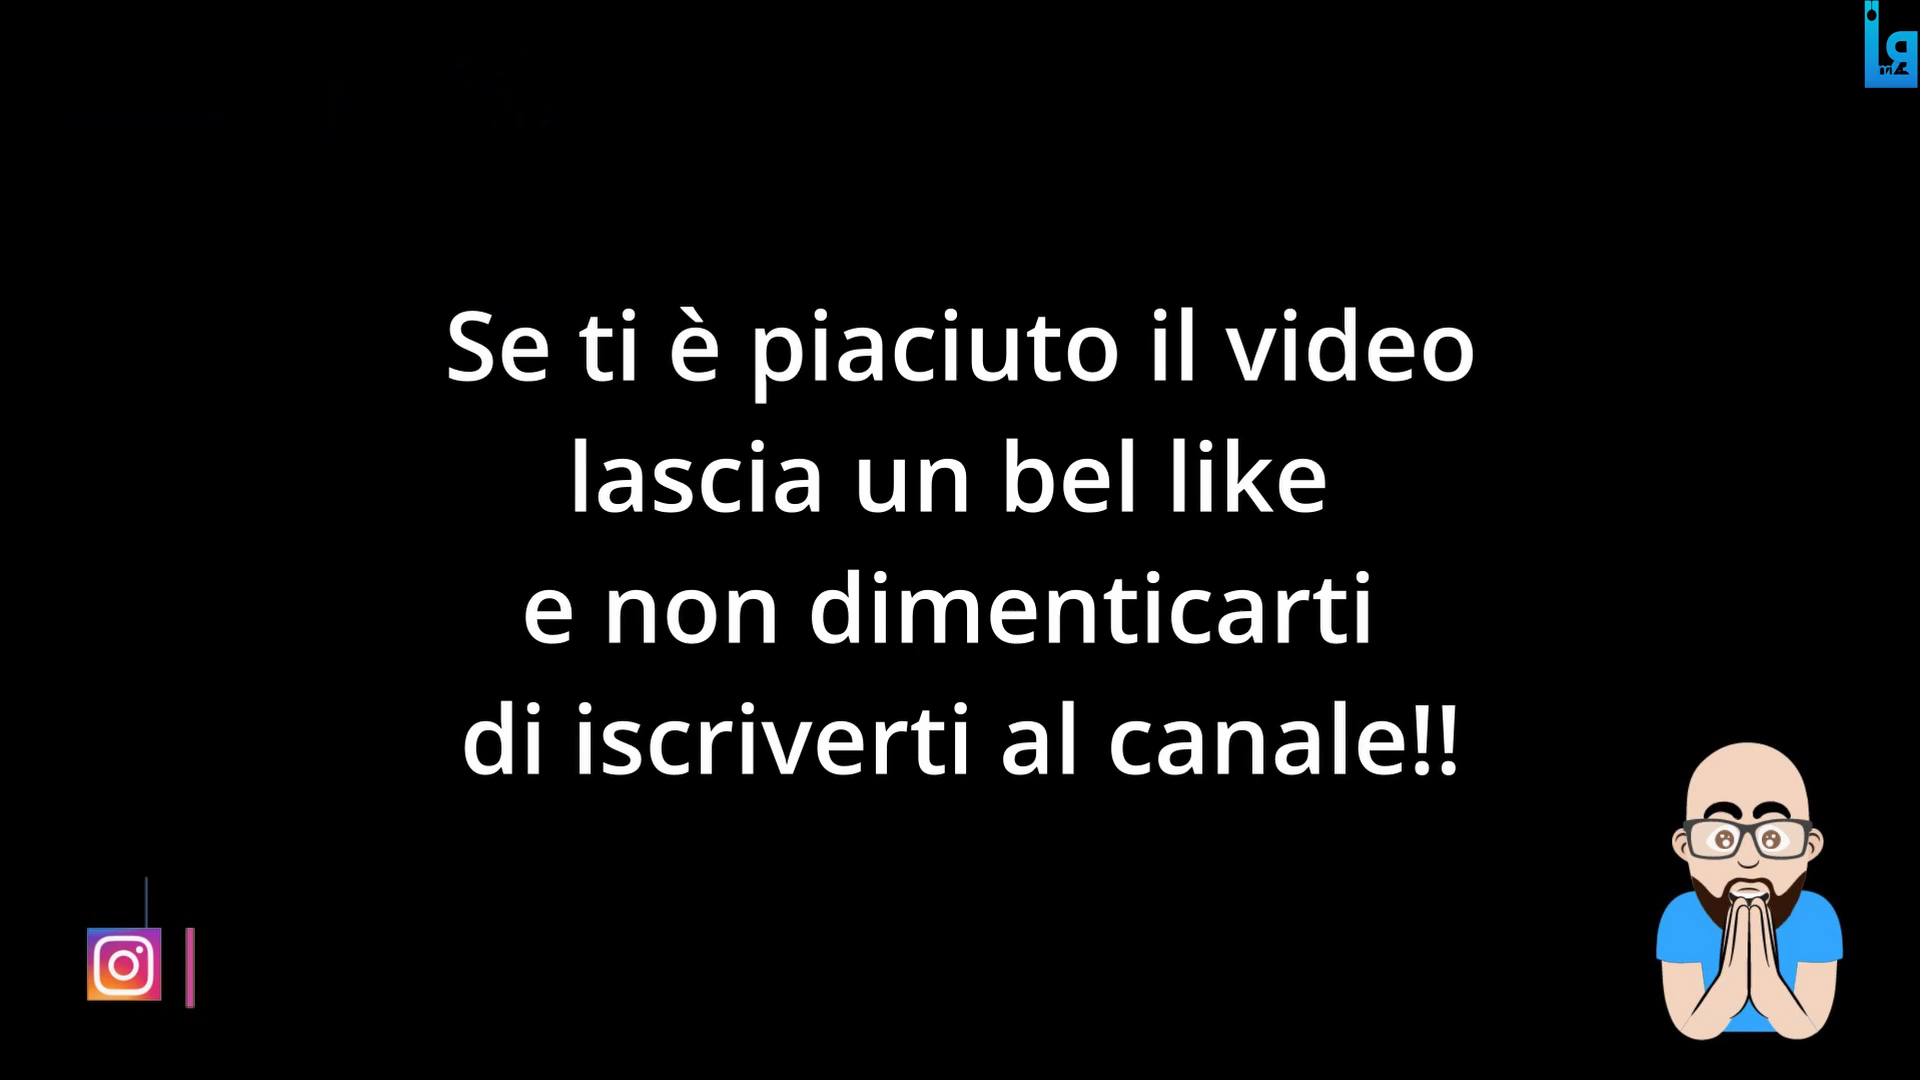 Se ti è piaciuto il video
lascia un bel like
e non dimenticarti
di iscriverti al canale!!